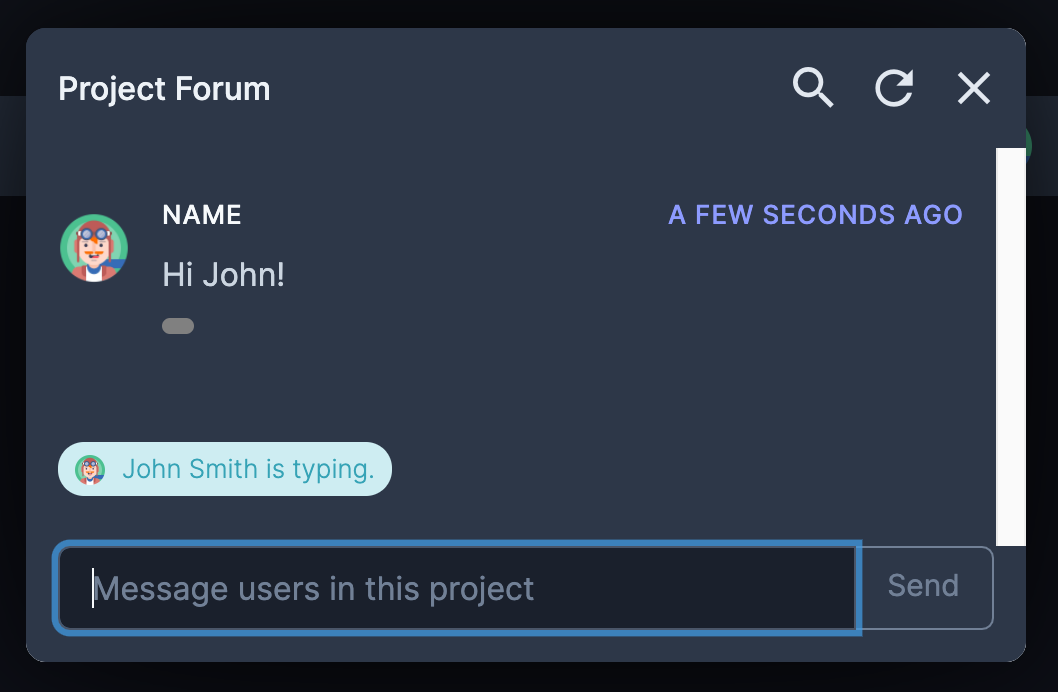 Project Forum
NAME
A FEW SECONDS AGO
Hi John!
John Smith is typing.
Message users in this project
Send